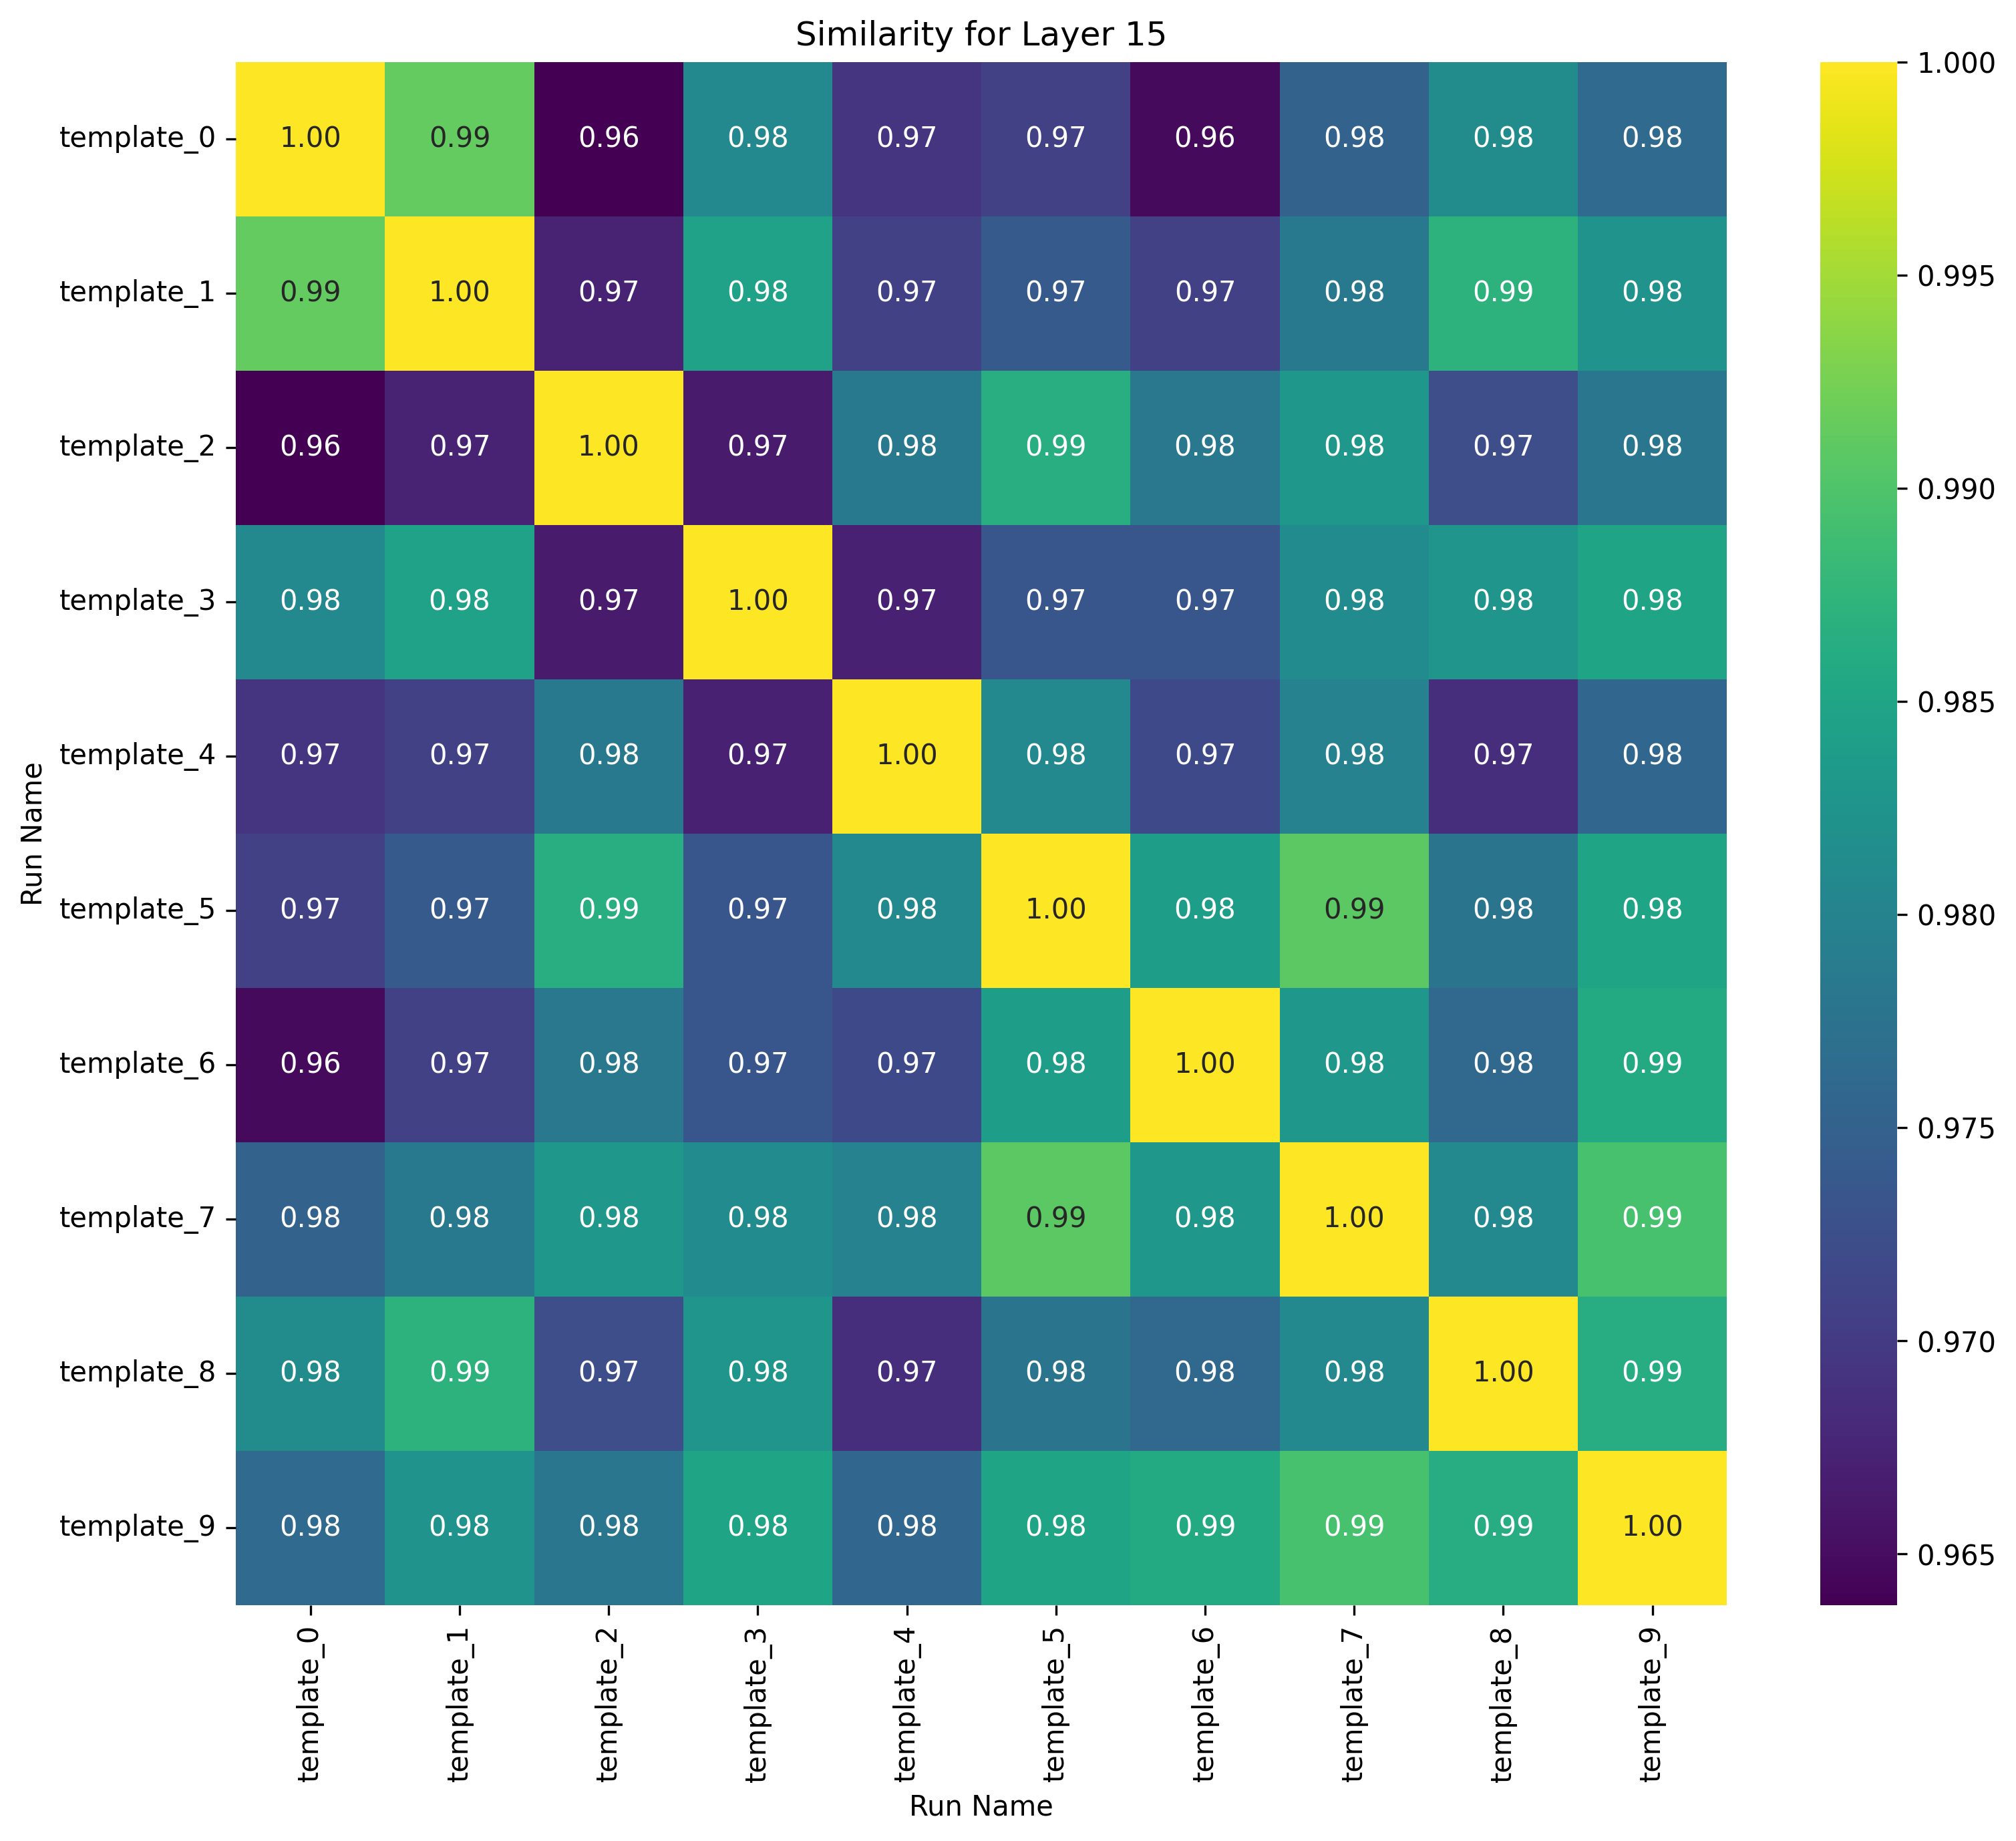 Similarity for Layer 15
template_0 1.00 0.99 0.96 0.98 0.97 0.97 0.96 0.98 0.98 0.98
template_1 0.99 1.00 0.97 0.98 0.97 0.97 0.97 0.98 0.99 0.98
template_2 0.96 0.97 1.00 0.97 0.98 0.99 0.98 0.98 0.97 0.98
template_3 0.98 0.98 0.97 1.00 0.97 0.97 0.97 0.98 0.98 0.98
template_4 0.97 0.97 0.98 0.97 1.00 0.98 0.97 0.98 0.97 0.98
template_5 0.97 0.97 0.99 0.97 0.98 1.00 0.98 0.99 0.98 0.98
template_6 0.96 0.97 0.98 0.97 0.97 0.98 1.00 0.98 0.98 0.99
template_7 0.98 0.98 0.98 0.98 0.98 0.99 0.98 1.00 0.98 0.99
template_8 0.98 0.99 0.97 0.98 0.97 0.98 0.98 0.98 1.00 0.99
template_9 0.98 0.98 0.98 0.98 0.98 0.98 0.99 0.99 0.99 1.00
Run Name
template_0 template_1 template_2 template_3 template_4 template_5 template_6 template_7 template_8 template_9
Run Name
1.000
0.995
0.990
0.985
0.980
0.975
0.970
0.965